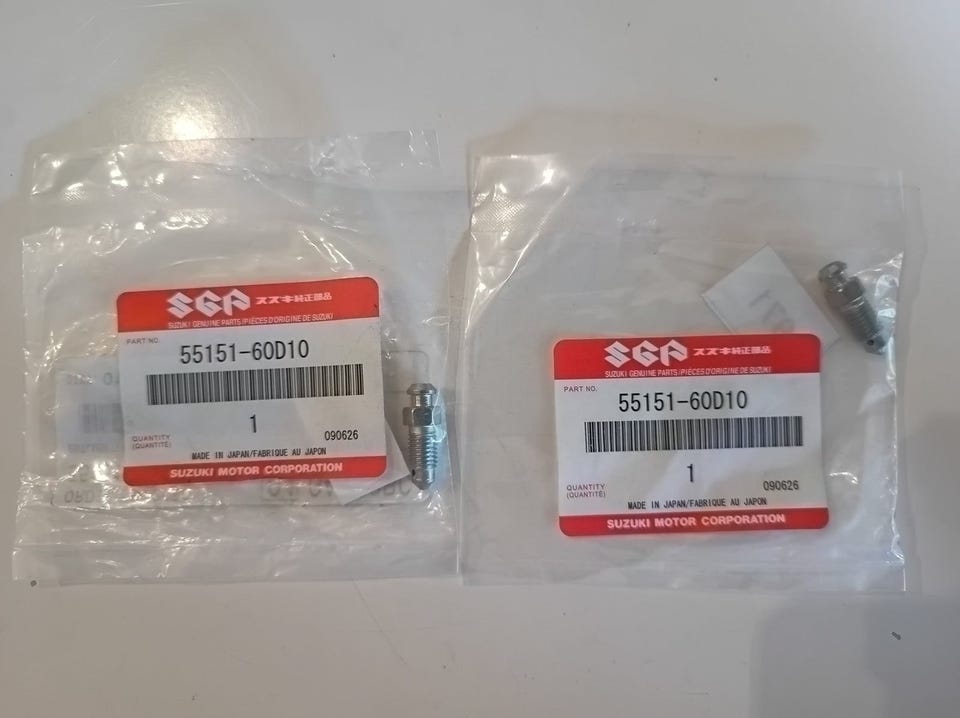 SGP スズキ純正部品
SUZUKI GENUINE PARTS/PIÈCES D'ORIGINE DE SUZUKI
PART NO.
55151-60D10
1
QUANTITY
(QUANTITÉ)
090626
MADE IN JAPAN/FABRIQUE AU JAPON
SUZUKI MOTOR CORPORATION
SGP スズキ純正部品
SUZUKI GENUINE PARTS/PIÈCES D'ORIGINE DE SUZUKI
PART NO.
55151-60D10
1
QUANTITY
(QUANTITÉ)
090626
MADE IN JAPAN/FABRIQUE AU JAPON
SUZUKI MOTOR CORPORATION